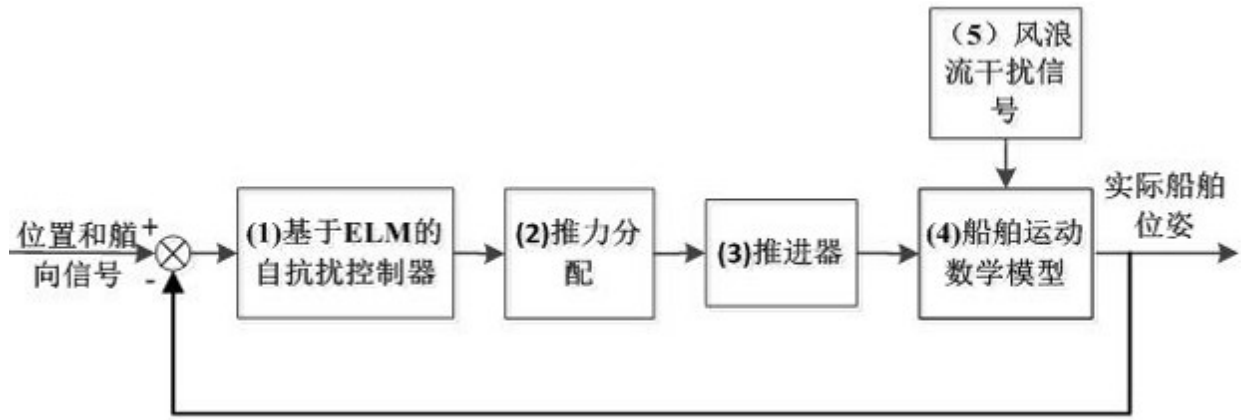 （5）风浪
流干扰信
号
位置和艏
向信号
+
-
(1)基于ELM的
自抗扰控制器
(2)推力分
配
(3)推进器
(4)船舶运动
数学模型
实际船舶
位姿